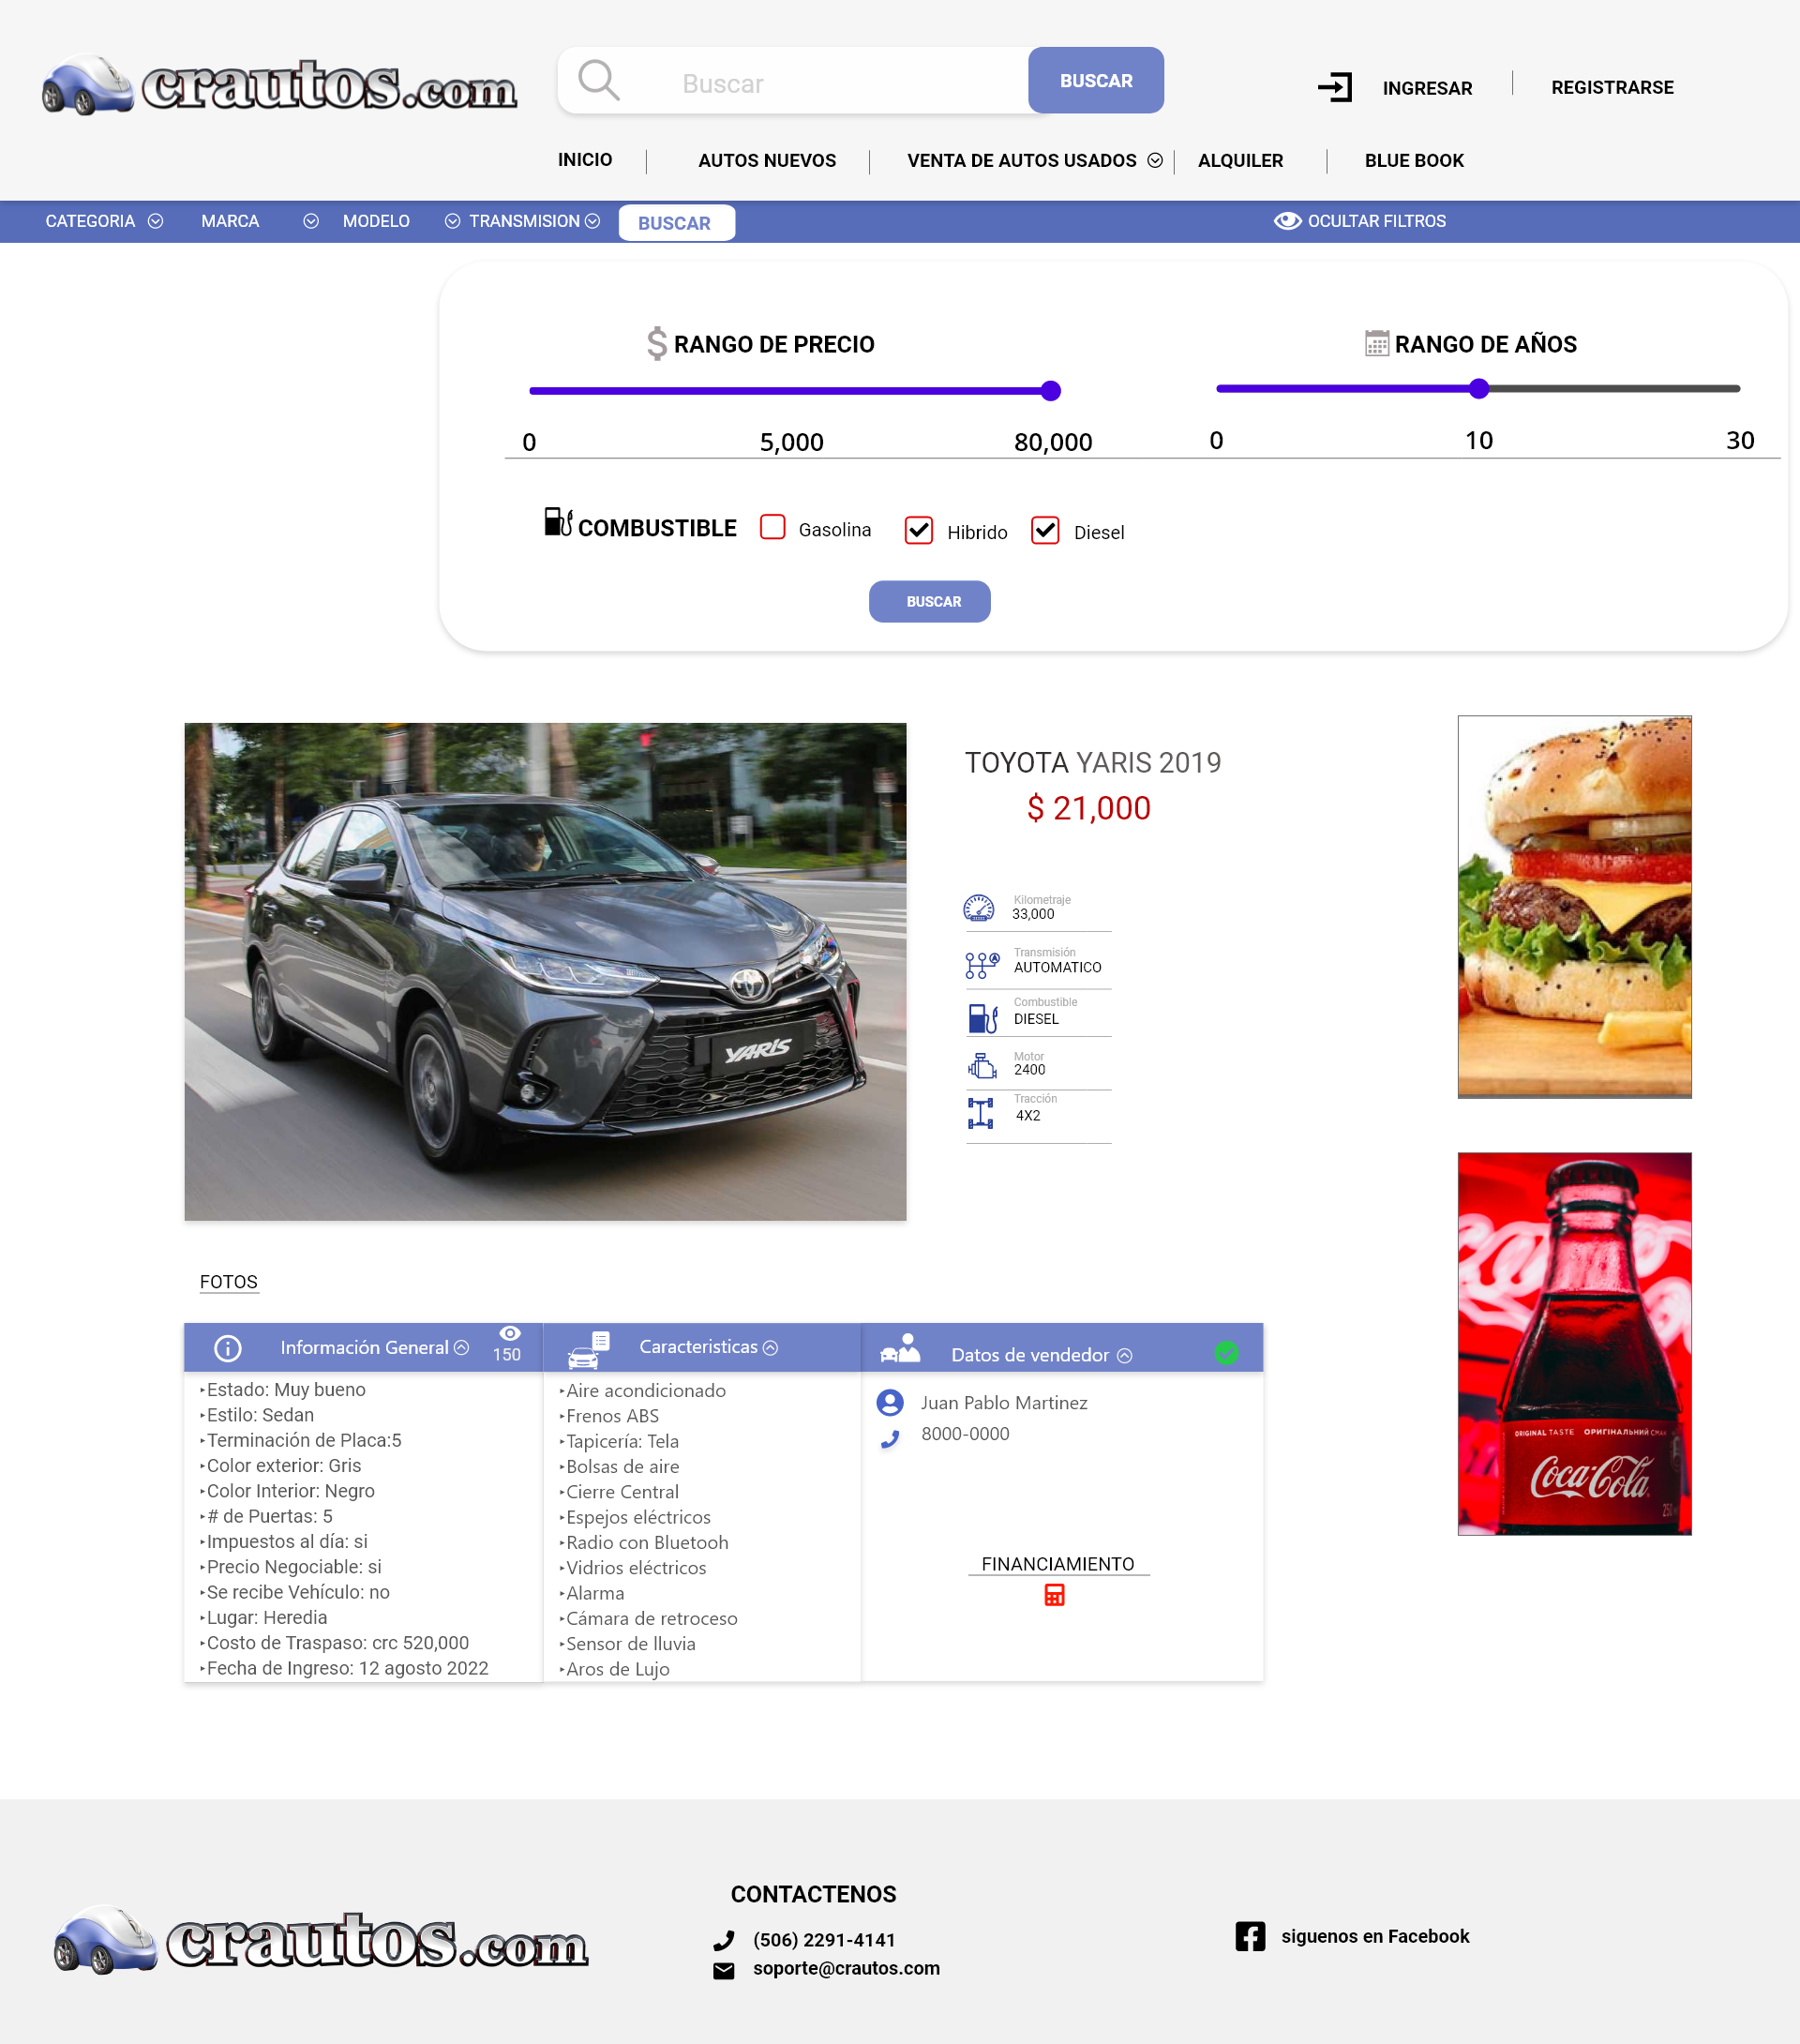 crautos.com
Buscar
BUSCAR
INGRESAR
REGISTRARSE
INICIO
AUTOS NUEVOS
VENTA DE AUTOS USADOS
ALQUILER
BLUE BOOK
CATEGORIA
MARCA
MODELO
TRANSMISION
BUSCAR
OCULTAR FILTROS
RANGO DE PRECIO
0 5,000 80,000
RANGO DE AÑOS
0 10 30
COMBUSTIBLE
Gasolina
Hibrido
Diesel
BUSCAR
YARIS
TOYOTA YARIS 2019
$ 21,000
Kilometraje
33,000
Transmisión
AUTOMATICO
Combustible
DIESEL
Motor
2400
Tracción
4X2
ORIGINAL TASTE ОРИГІНАЛЬНИЙ СМАК
Coca-Cola
FOTOS
Información General
150
‣Estado: Muy bueno
‣Estilo: Sedan
‣Terminación de Placa:5
‣Color exterior: Gris
‣Color Interior: Negro
‣# de Puertas: 5
‣Impuestos al día: si
‣Precio Negociable: si
‣Se recibe Vehículo: no
‣Lugar: Heredia
‣Costo de Traspaso: crc 520,000
‣Fecha de Ingreso: 12 agosto 2022
Caracteristicas
‣Aire acondicionado
‣Frenos ABS
‣Tapicería: Tela
‣Bolsas de aire
‣Cierre Central
‣Espejos eléctricos
‣Radio con Bluetooh
‣Vidrios eléctricos
‣Alarma
‣Cámara de retroceso
‣Sensor de lluvia
‣Aros de Lujo
Datos de vendedor
Juan Pablo Martinez
8000-0000
FINANCIAMIENTO
crautos.com
CONTACTENOS
(506) 2291-4141
soporte@crautos.com
siguenos en Facebook